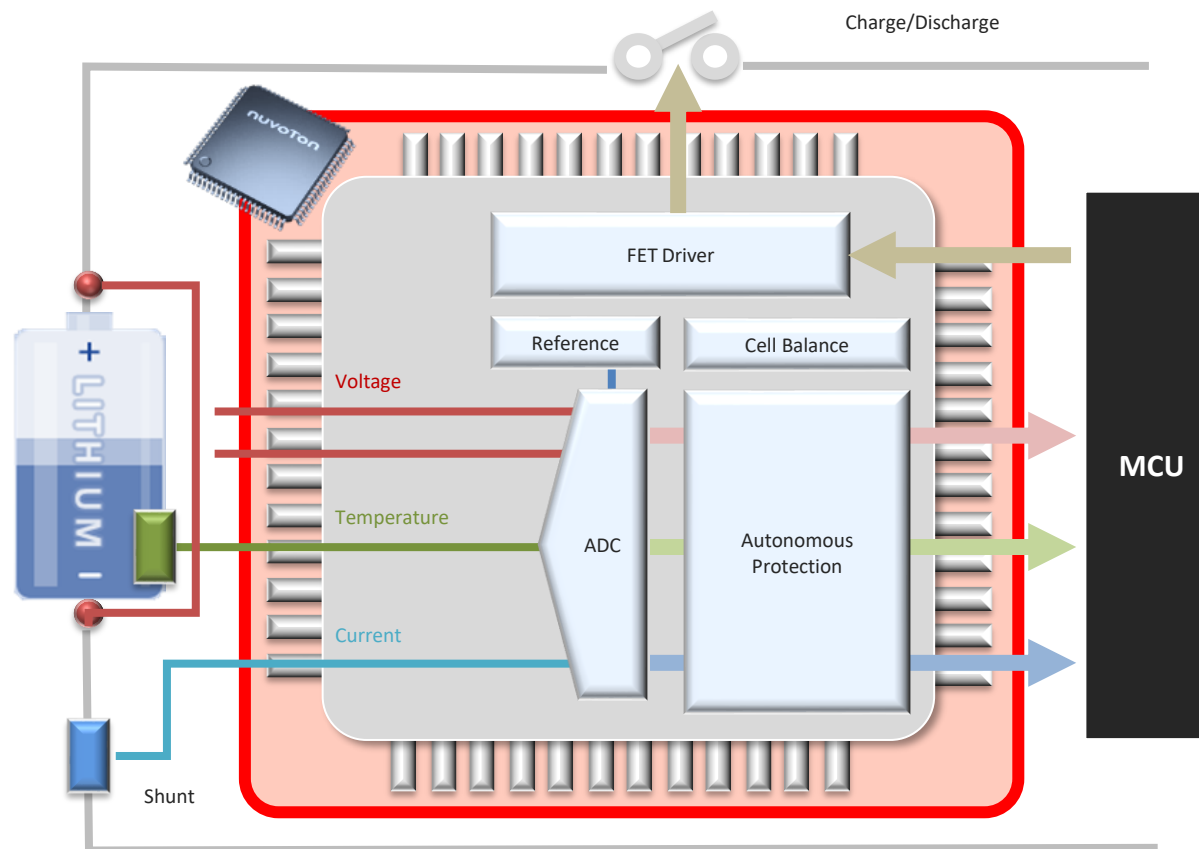 Charge/Discharge
nuvoTon
FET Driver
Reference
Cell Balance
Voltage
+ LITHIUM -
MCU
Temperature
ADC
Autonomous
Protection
Current
Shunt